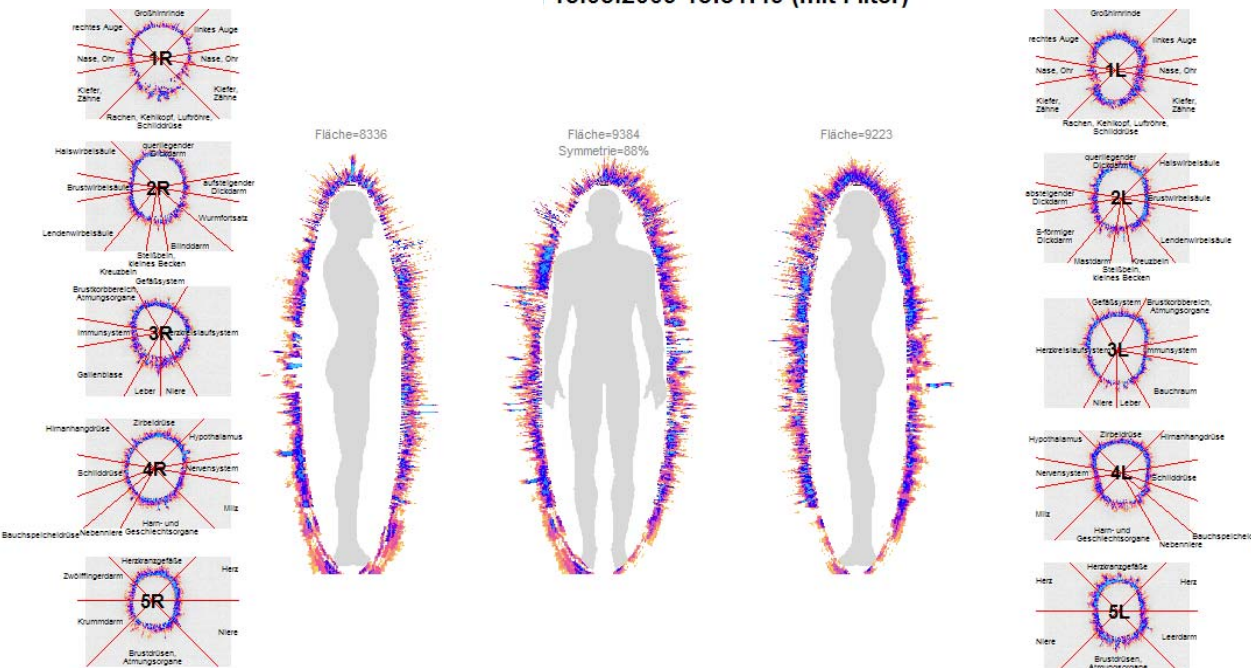 (mit Filter)
Großhirnrinde
rechtes Auge
linkes Auge
Nase, Ohr
1R
Nase, Ohr
Kiefer,
Zähne
Kiefer,
Zähne
Rachen, Kehlkopf, Luftröhre,
Schilddrüse
querliegender
Dickdarm
Halswirbelsäule
Brustwirbelsäule
2R
aufsteigender
Dickdarm
Wurmfortsatz
Lendenwirbelsäule
Blinddarm
Steißbein,
kleines Becken
Kreuzbein
Gefäßsystem
Brustkorbbereich,
Atmungsorgane
Immunsystem
3R
Herzkreislaufsystem
Gallenblase
Leber
Niere
Zirbeldrüse
Hirnanhangdrüse
Hypothalamus
Schilddrüse
4R
Nervensystem
Milz
Harn- und
Geschlechtsorgane
Bauchspeicheldrüse
Nebenniere
Herzkranzgefäße
Zwölffingerdarm
Herz
5R
Krummdarm
Niere
Brustdrüsen,
Atmungsorgane
Fläche=8336
Fläche=9384
Symmetrie=88%
Fläche=9223
Großhirnrinde
rechtes Auge
linkes Auge
Nase, Ohr
1L
Nase, Ohr
Kiefer,
Zähne
Kiefer,
Zähne
Rachen, Kehlkopf, Luftröhre,
Schilddrüse
querliegender
Dickdarm
Halswirbelsäule
absteigender
Dickdarm
2L
Brustwirbelsäule
S-förmiger
Dickdarm
Lendenwirbelsäule
Mastdarm
Kreuzbein
Steißbein,
kleines Becken
Gefäßsystem
Brustkorbbereich,
Atmungsorgane
Herzkreislaufsystem
3L
Immunsystem
Bauchraum
Niere
Leber
Zirbeldrüse
Hypothalamus
Hirnanhangdrüse
Nervensystem
4L
Schilddrüse
Milz
Harn- und
Geschlechtsorgane
Nebenniere
Herzkranzgefäße
Herz
Herz
5L
Niere
Leerdarm
Brustdrüsen,
Atmungsorgane